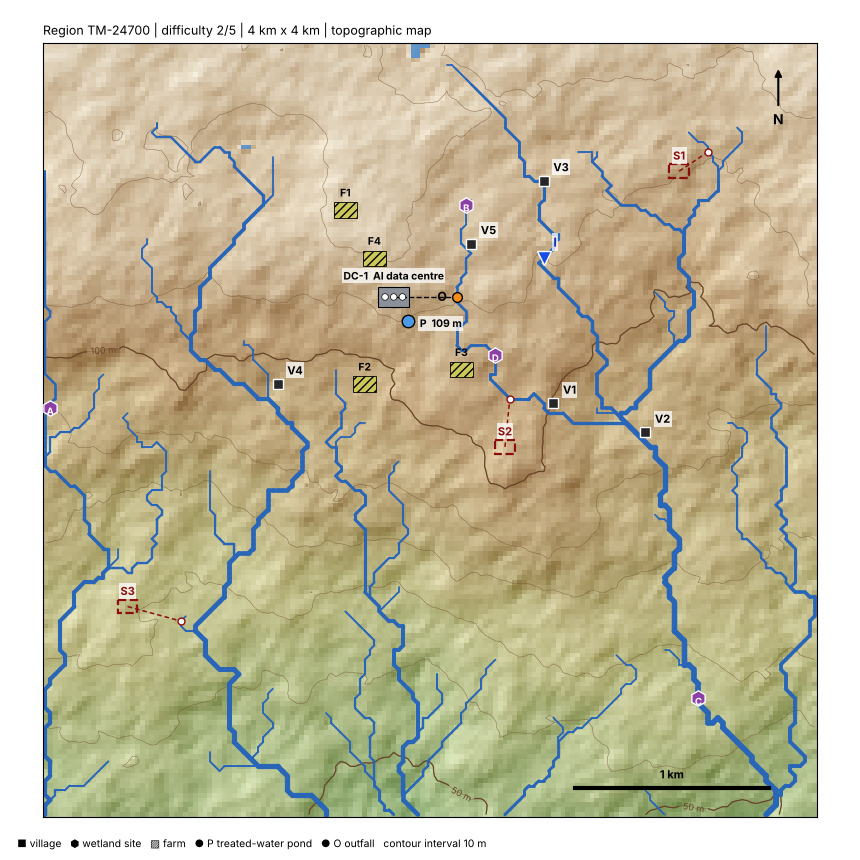 Region TM-24700 | difficulty 2/5 | 4 km x 4 km | topographic map
N
S1
V3
F1
B
V5
F4
I
DC-1 AI data centre
O
P 109 m
100 m
F3
D
F2
V4
A
V1
V2
S2
S3
C
1 km
50 m
50 m
village wetland site farm P treated-water pond O outfall contour interval 10 m